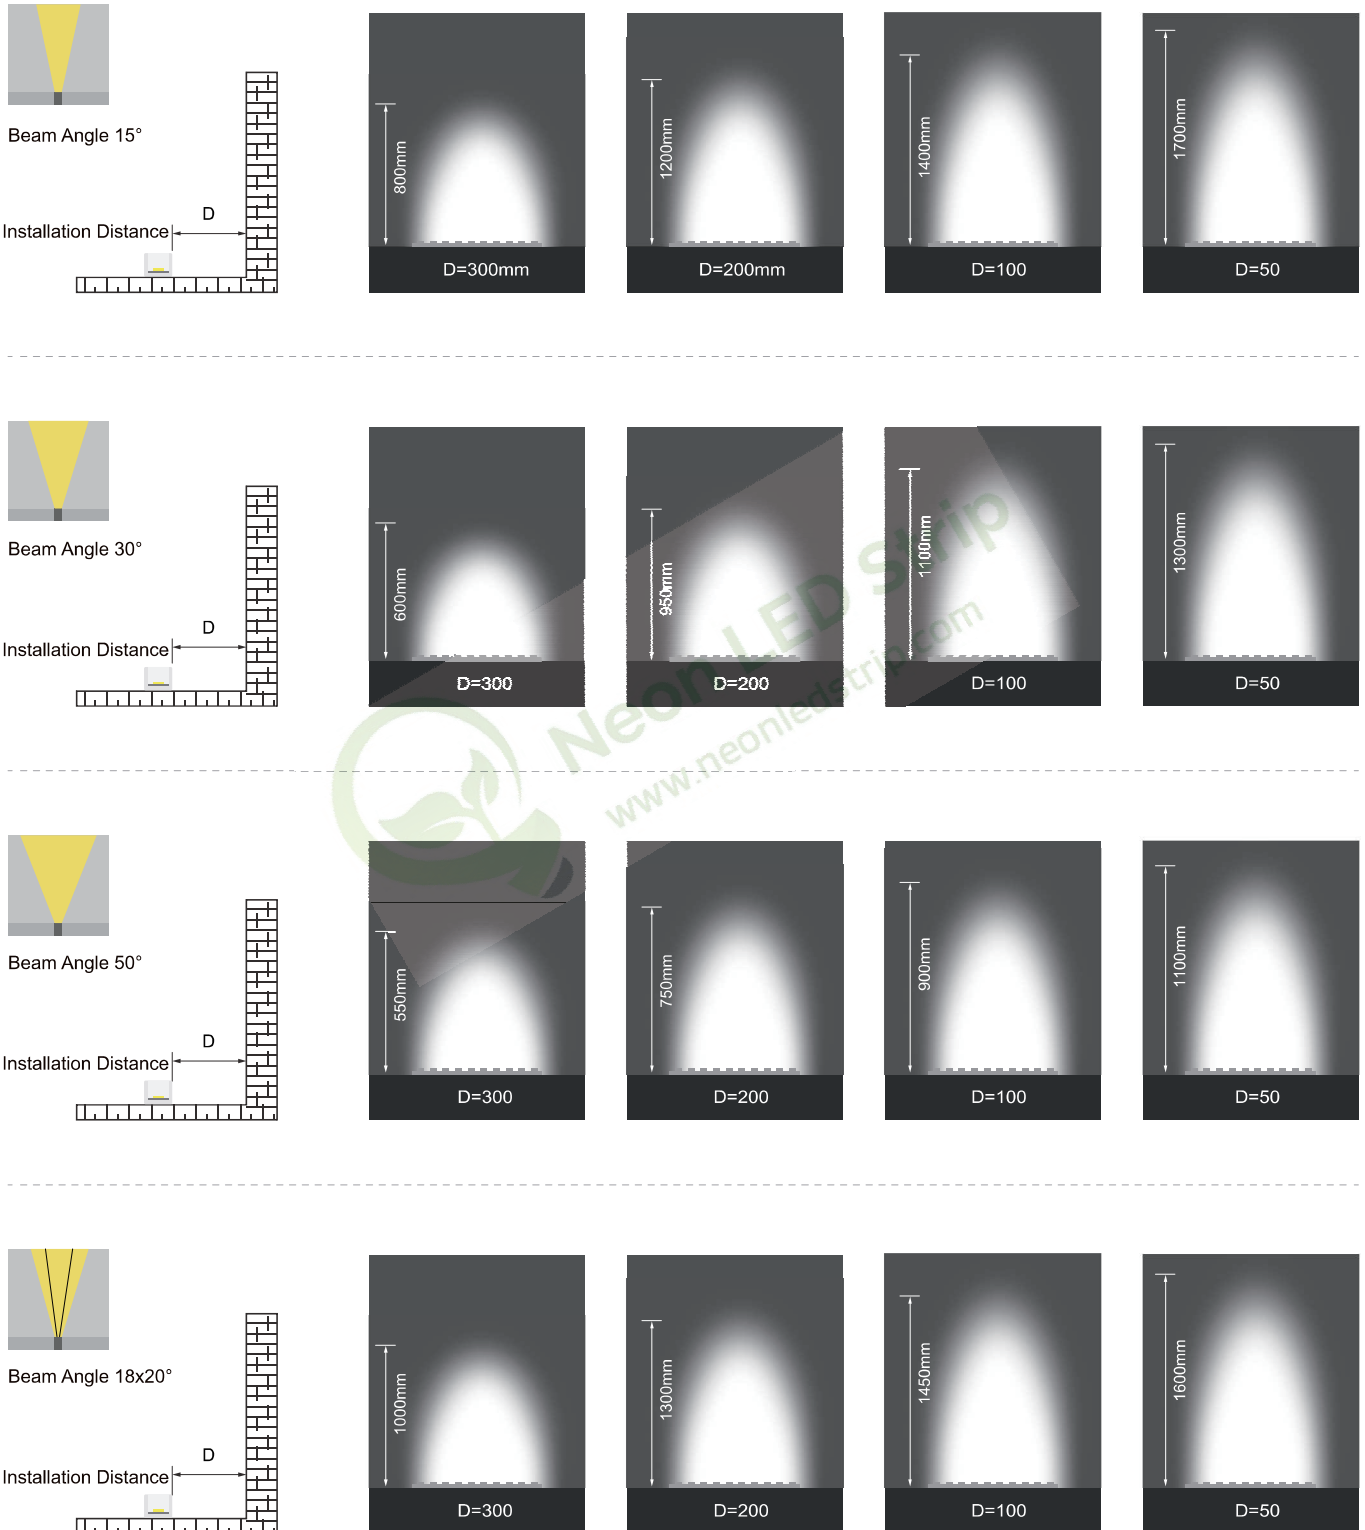 800mm
1200mm
1400mm
1700mm
Beam Angle 15°
D
Installation Distance
D=300mm
D=200mm
D=100
D=50
600mm
950mm
1100mm
1300mm
Beam Angle 30°
D
Installation Distance
D=300
D=200
D=100
D=50
Neon LED Strip
www.neonledstrip.com
550mm
750mm
900mm
1100mm
Beam Angle 50°
D
Installation Distance
D=300
D=200
D=100
D=50
1000mm
1300mm
1450mm
1600mm
Beam Angle 18x20°
D
Installation Distance
D=300
D=200
D=100
D=50